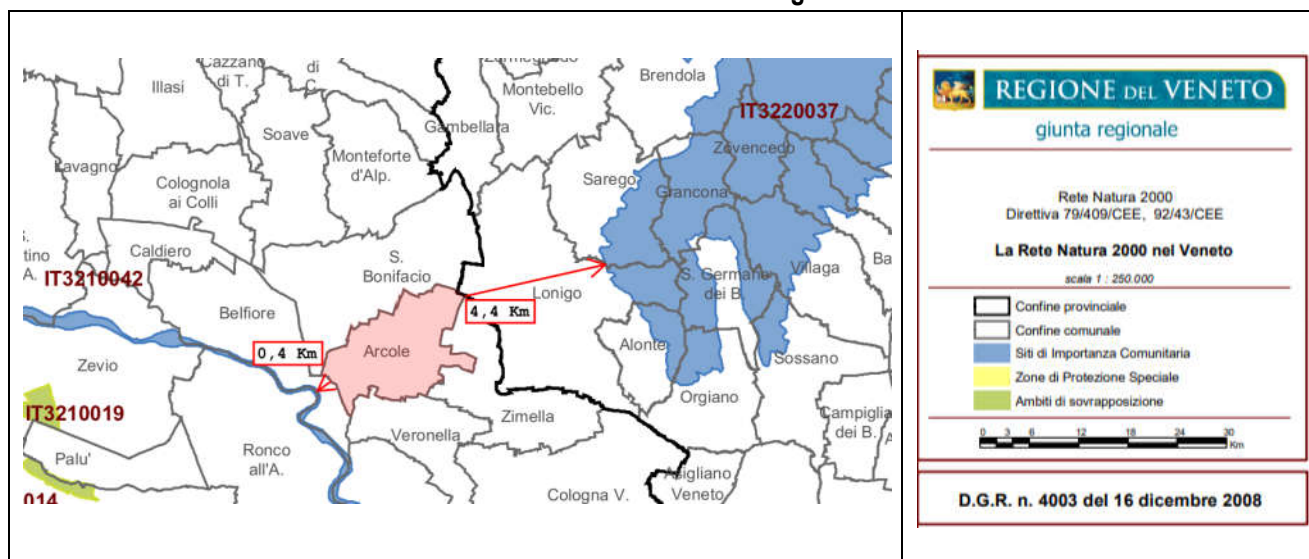 Cazzano
di T.
di
Illasi
Montebello
Vic.
Brendola
IT3220037
Soave
Gambellara
Zovencedo
Lavagno
Monteforte
d'Alp.
Sarego
Grancona
Colognola
ai Colli
Caldiero
S.
Bonifacio
tino
A.
IT3210042
Lonigo
S. Germano
dei B.
Villaga
Ba
Belfiore
4,4 Km
0,4 Km
Arcole
Alonte
Sossano
Zevio
Orgiano
IT3210019
Zimella
Campiglia
dei B.
A
Veronella
Palu'
Ronco
all'A.
Asigliano
Veneto
Cologna V.
014
REGIONE DEL VENETO
giunta regionale
Rete Natura 2000
Direttiva 79/409/CEE, 92/43/CEE
La Rete Natura 2000 nel Veneto
scala 1 : 250.000
Confine provinciale
Confine comunale
Siti di Importanza Comunitaria
Zone di Protezione Speciale
Ambiti di sovrapposizione
0 3 6 12 18 24 30
Km
D.G.R. n. 4003 del 16 dicembre 2008